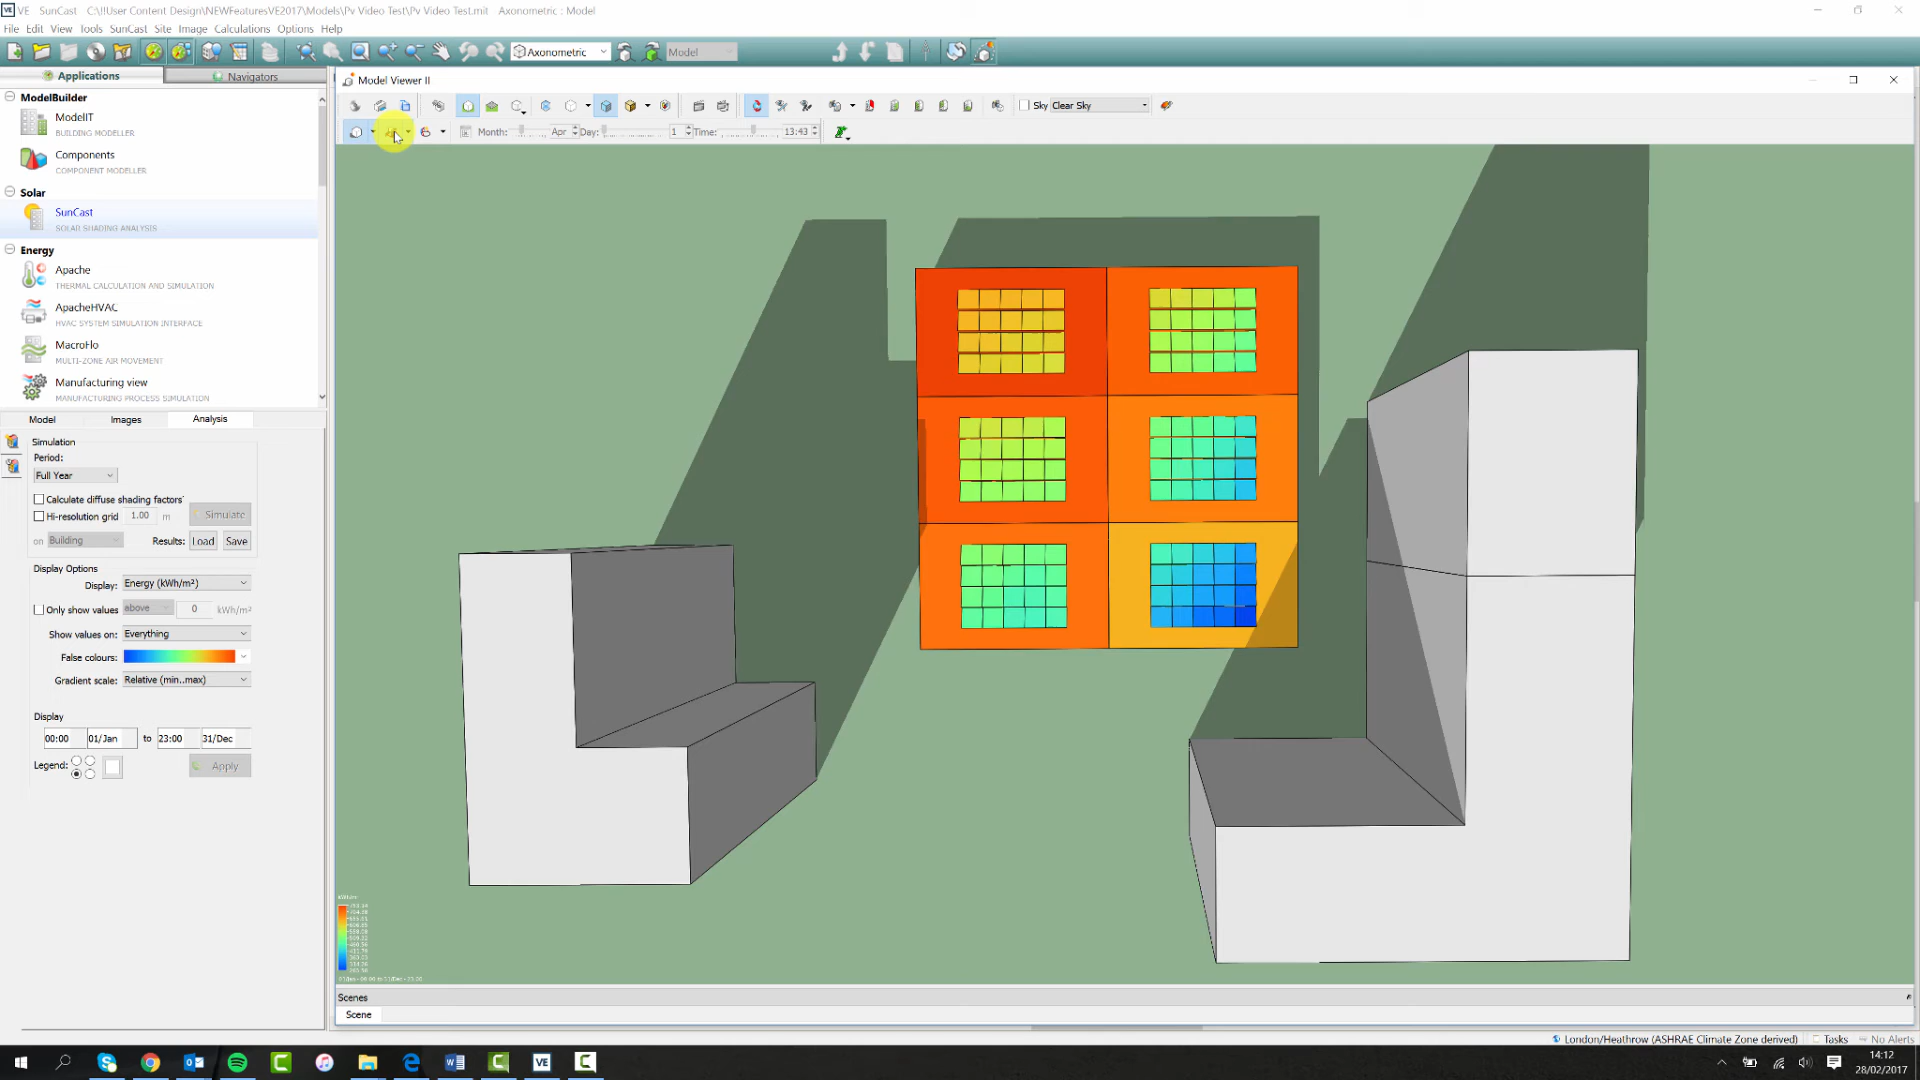 VE SunCast C:\!!User Content Design\NEWFeaturesVE2017\Models\Pv Video Test\Pv Video Test.mit Axonometric : Model
File Edit View Tools SunCast Site Image Calculations Options Help
Axonometric Model
Applications Navigators
Model Viewer II
ModelBuilder
ModelIT
BUILDING MODELLER
Components
COMPONENT MODELLER
Solar
SunCast
SOLAR SHADING ANALYSIS
Energy
Apache
THERMAL CALCULATION AND SIMULATION
ApacheHVAC
HVAC SYSTEM SIMULATION INTERFACE
MacroFlo
MULTI-ZONE AIR MOVEMENT
Manufacturing view
MANUFACTURING PROCESS SIMULATION
Sky Clear Sky
Month: Apr Day: 1 Time: 13:43
Model Images Analysis
Simulation
Period:
Full Year
Calculate diffuse shading factors
Hi-resolution grid 1.00 m Simulate
on Building Results: Load Save
Display Options
Display: Energy (kWh/m²)
Only show values above 0 kWh/m²
Show values on: Everything
False colours:
Gradient scale: Relative (min..max)
Display
00:00 01/Jan to 23:00 31/Dec
Legend: Apply
Scenes
Scene
London/Heathrow (ASHRAE Climate Zone derived) Tasks No Alerts
14:12
28/02/2017